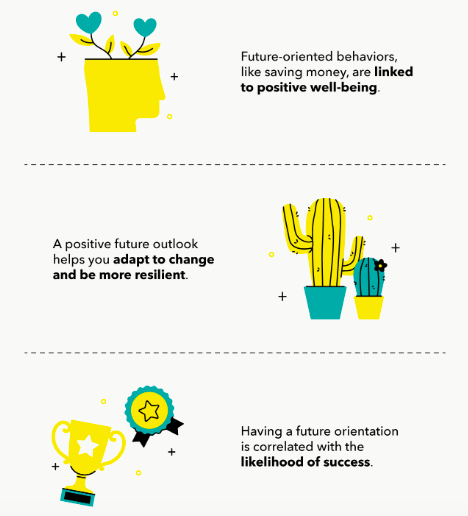 Future-oriented behaviors,
like saving money, are linked
to positive well-being.
A positive future outlook
helps you adapt to change
and be more resilient.
Having a future orientation
is correlated with the
likelihood of success.